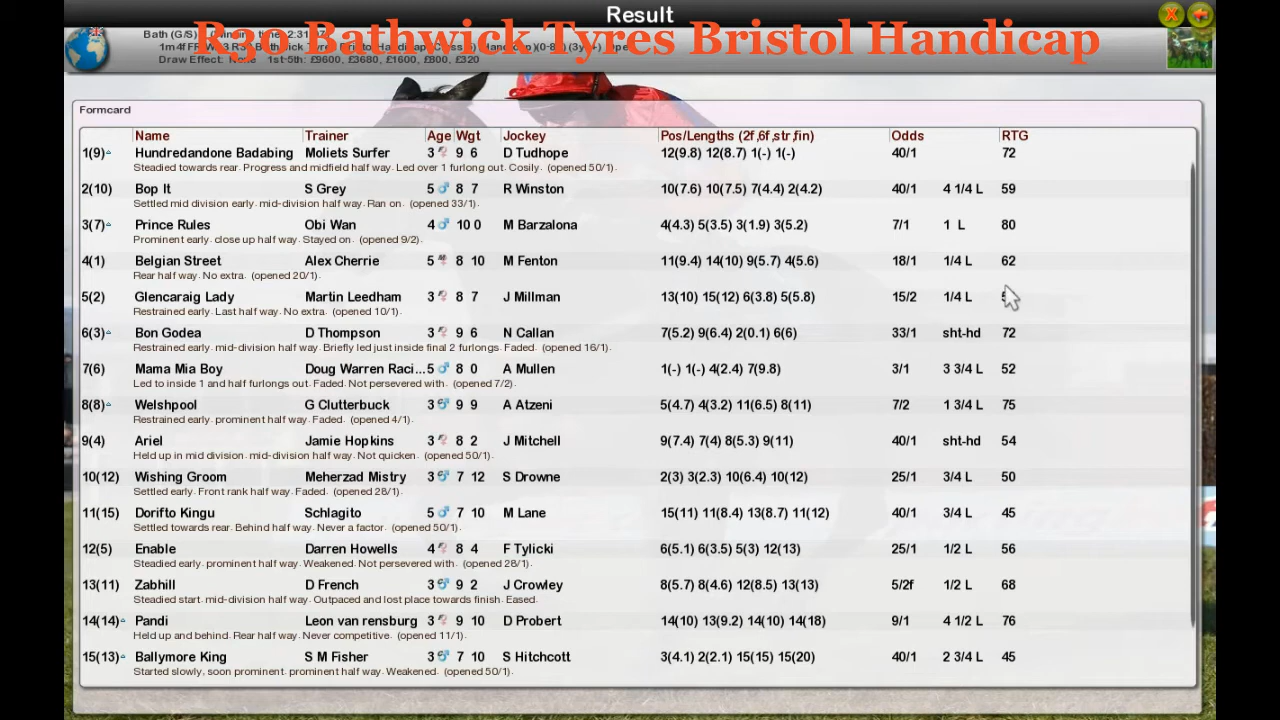 Result
R30 Bathwick Tyres Bristol Handicap
Bath (G/S)
Draw Effect: None 1st-5th: £9600, £3680, £1600, £800, £320
Formcard
Name Trainer Age Wgt Jockey Pos/Lengths (2f,6f,str,fin) Odds RTG
1(9) Hundredandone Badabing Moliets Surfer 3 9 6 D Tudhope 12(9.8) 12(8.7) 1(-) 1(-) 40/1 72
Steadied towards rear. Progress and midfield half way. Led over 1 furlong out. Cosily. (opened 50/1).
2(10) Bop It S Grey 5 8 7 R Winston 10(7.6) 10(7.5) 7(4.4) 2(4.2) 40/1 4 1/4 L 59
Settled mid division early. mid-division half way. Ran on. (opened 33/1).
3(7) Prince Rules Obi Wan 4 10 0 M Barzalona 4(4.3) 5(3.5) 3(1.9) 3(5.2) 7/1 1 L 80
Prominent early. close up half way. Stayed on. (opened 9/2).
4(1) Belgian Street Alex Cherrie 5 8 10 M Fenton 11(9.4) 14(10) 9(5.7) 4(5.6) 18/1 1/4 L 62
Rear half way. No extra. (opened 20/1).
5(2) Glencaraig Lady Martin Leedham 3 8 7 J Millman 13(10) 15(12) 6(3.8) 5(5.8) 15/2 1/4 L
Restrained early. Last half way. No extra. (opened 10/1).
6(3) Bon Godea D Thompson 3 9 6 N Callan 7(5.2) 9(6.4) 2(0.1) 6(6) 33/1 sht-hd 72
Restrained early. mid-division half way. Briefly led just inside final 2 furlongs. Faded. (opened 16/1).
7(6) Mama Mia Boy Doug Warren Raci... 5 8 0 A Mullen 1(-) 1(-) 4(2.4) 7(9.8) 3/1 3 3/4 L 52
Led to inside 1 and half furlongs out. Faded. Not persevered with. (opened 7/2).
8(8) Welshpool G Clutterbuck 3 9 9 A Atzeni 5(4.7) 4(3.2) 11(6.5) 8(11) 7/2 1 3/4 L 75
Restrained early. prominent half way. Faded. (opened 4/1).
9(4) Ariel Jamie Hopkins 3 8 2 J Mitchell 9(7.4) 7(4) 8(5.3) 9(11) 40/1 sht-hd 54
Held up in mid division. mid-division half way. Not quicken. (opened 50/1).
10(12) Wishing Groom Meherzad Mistry 3 7 12 S Drowne 2(3) 3(2.3) 10(6.4) 10(12) 25/1 3/4 L 50
Settled early. Front rank half way. Faded. (opened 28/1).
11(15) Dorifto Kingu Schlagito 5 7 10 M Lane 15(11) 11(8.4) 13(8.7) 11(12) 40/1 3/4 L 45
Settled towards rear. Behind half way. Never a factor. (opened 50/1).
12(5) Enable Darren Howells 4 8 4 F Tylicki 6(5.1) 6(3.5) 5(3) 12(13) 25/1 1/2 L 56
Steadied early. prominent half way. Weakened. Not persevered with. (opened 28/1).
13(11) Zabhill D French 3 9 2 J Crowley 8(5.7) 8(4.6) 12(8.5) 13(13) 5/2f 1/2 L 68
Steadied start. mid-division half way. Outpaced and lost place towards finish. Eased.
14(14) Pandi Leon van rensburg 3 9 10 D Probert 14(10) 13(9.2) 14(10) 14(18) 9/1 4 1/2 L 76
Held up and behind. Rear half way. Never competitive. (opened 11/1).
15(13) Ballymore King S M Fisher 3 7 10 S Hitchcott 3(4.1) 2(2.1) 15(15) 15(20) 40/1 2 3/4 L 45
Started slowly, soon prominent. prominent half way. Weakened. (opened 50/1).